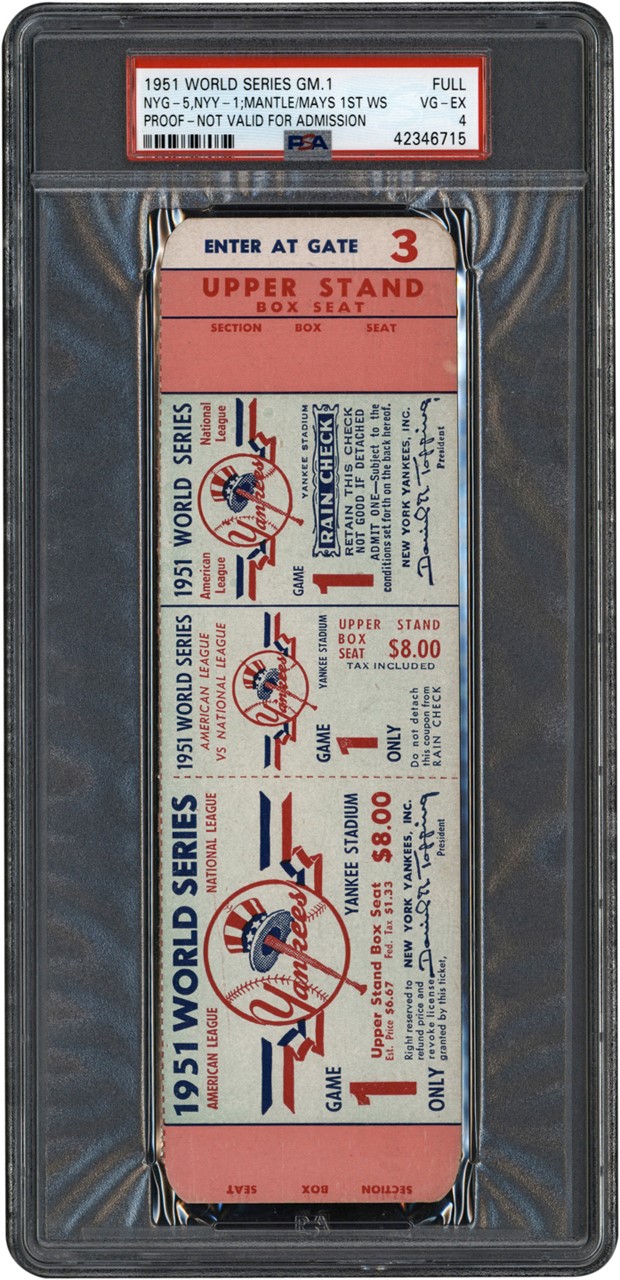 1951 WORLD SERIES GM.1 FULL
NYG-5,NYY-1;MANTLE/MAYS 1ST WS VG-EX
PROOF-NOT VALID FOR ADMISSION 4
PSA 42346715
ENTER AT GATE 3
UPPER STAND
BOX SEAT
SECTION BOX SEAT
1951 WORLD SERIES
American League
National League
Yankees
GAME
1
YANKEE STADIUM
RAIN CHECK
RETAIN THIS CHECK
NOT GOOD IF DETACHED
ADMIT ONE—Subject to the
conditions set forth on the back hereof.
NEW YORK YANKEES, INC.
Daniel R Topping
President
1951 WORLD SERIES
AMERICAN LEAGUE
VS NATIONAL LEAGUE
Yankees
YANKEE STADIUM
GAME
1
ONLY
UPPER STAND
BOX
SEAT $8.00
TAX INCLUDED
Do not detach
this coupon from
RAIN CHECK
1951 WORLD SERIES
AMERICAN LEAGUE NATIONAL LEAGUE
Yankees
GAME YANKEE STADIUM
1
ONLY
Upper Stand Box Seat $8.00
Est. Price $6.67 Fed. Tax $1.33
Right reserved to
refund price and
revoke license
granted by this ticket,
NEW YORK YANKEES, INC.
Daniel R Topping
President
SECTION BOX SEAT
PSA